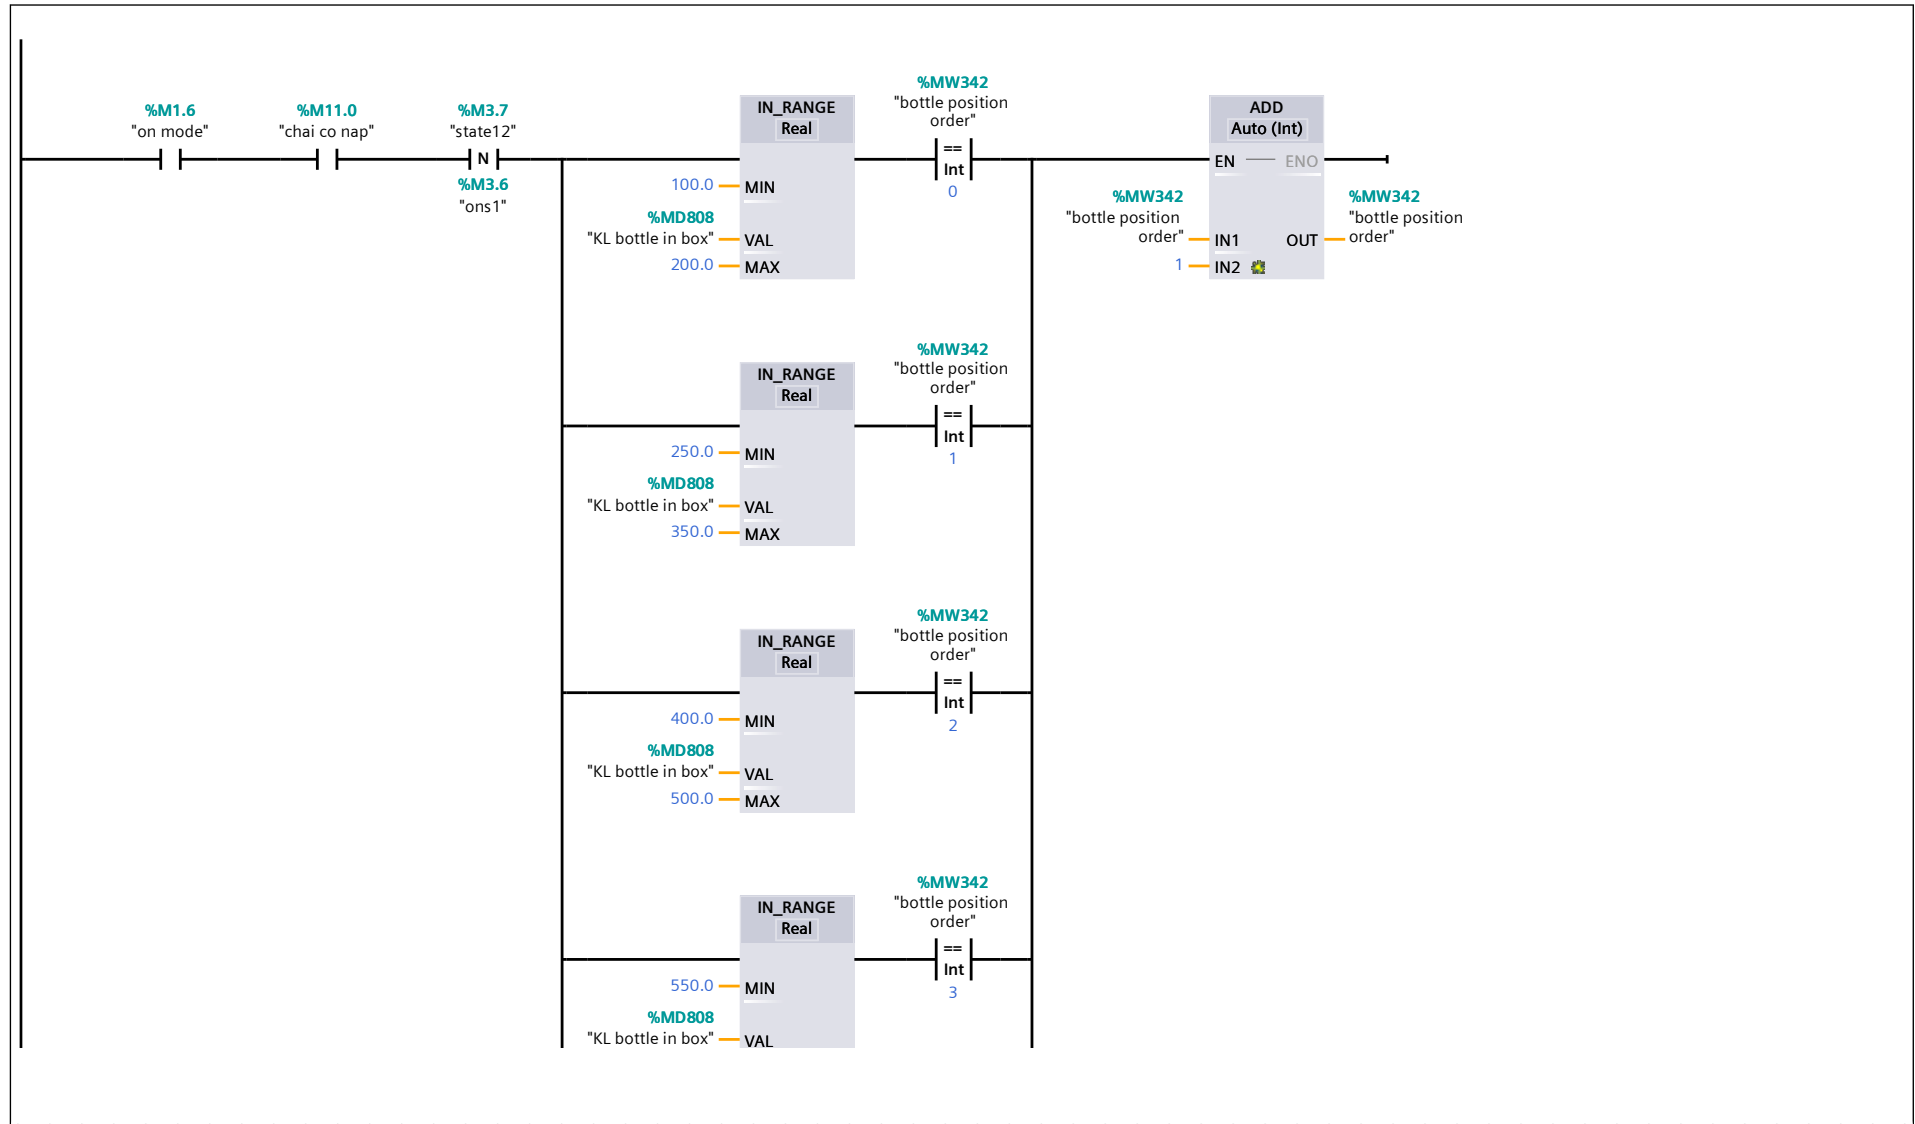 %M1.6
"on mode"
%M11.0
"chai co nap"
%M3.7
"state12"
N
%M3.6
"ons1"
IN_RANGE
Real
100.0
MIN
%MD808
"KL bottle in box"
VAL
200.0
MAX
%MW342
"bottle position
order"
==
Int
0
ADD
Auto (Int)
EN
ENO
%MW342
"bottle position
order"
IN1
1
IN2
OUT
%MW342
"bottle position
order"
IN_RANGE
Real
250.0
MIN
%MD808
"KL bottle in box"
VAL
350.0
MAX
%MW342
"bottle position
order"
==
Int
1
IN_RANGE
Real
400.0
MIN
%MD808
"KL bottle in box"
VAL
500.0
MAX
%MW342
"bottle position
order"
==
Int
2
IN_RANGE
Real
550.0
MIN
%MD808
"KL bottle in box"
VAL
%MW342
"bottle position
order"
==
Int
3